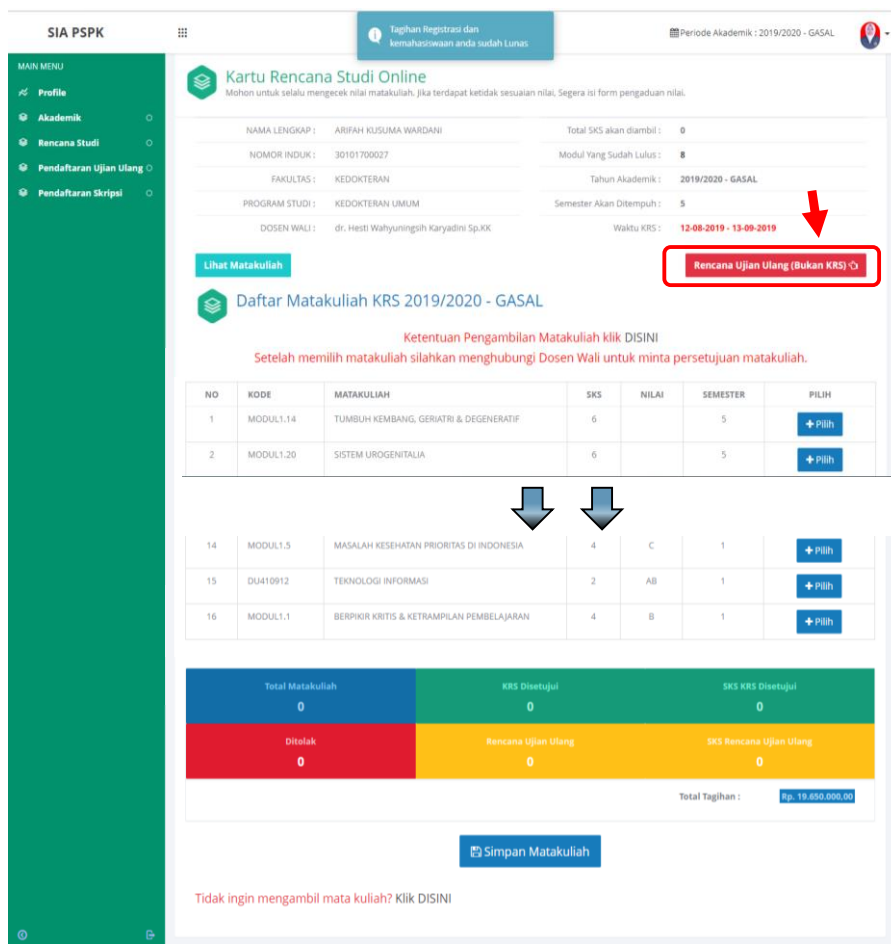 SIA PSPK
Tagihan Registrasi dan
kemahasiswaan anda sudah Lunas
Periode Akademik : 2019/2020 - GASAL
MAIN MENU
Profile
Akademik
Rencana Studi
Pendaftaran Ujian Ulang
Pendaftaran Skripsi
Kartu Rencana Studi Online
Mohon untuk selalu mengecek nilai matakuliah. Jika terdapat ketidak sesuaian nilai, Segera isi form pengaduan nilai.
NAMA LENGKAP : ARIFAH KUSUMA WARDANI Total SKS akan diambil : 0
NOMOR INDUK : 30101700027 Modul Yang Sudah Lulus : 8
FAKULTAS : KEDOKTERAN Tahun Akademik : 2019/2020 - GASAL
PROGRAM STUDI : KEDOKTERAN UMUM Semester Akan Ditempuh : 5
DOSEN WALI : dr. Hesti Wahyuningsih Karyadini Sp.KK Waktu KRS : 12-08-2019 - 13-09-2019
Lihat Matakuliah Rencana Ujian Ulang (Bukan KRS)
Daftar Matakuliah KRS 2019/2020 - GASAL
Ketentuan Pengambilan Matakuliah klik DISINI
Setelah memilih matakuliah silahkan menghubungi Dosen Wali untuk minta persetujuan matakuliah.
NO KODE MATAKULIAH SKS NILAI SEMESTER PILIH
1 MODUL1.14 TUMBUH KEMBANG, GERIATRI & DEGENERATIF 6 5 + Pilih
2 MODUL1.20 SISTEM UROGENITALIA 6 5 + Pilih
14 MODUL1.5 MASALAH KESEHATAN PRIORITAS DI INDONESIA 4 C 1 + Pilih
15 DU410912 TEKNOLOGI INFORMASI 2 AB 1 + Pilih
16 MODUL1.1 BERPIKIR KRITIS & KETRAMPILAN PEMBELAJARAN 4 B 1 + Pilih
Total Matakuliah KRS Disetujui SKS KRS Disetujui
0 0 0
Ditolak Rencana Ujian Ulang SKS Rencana Ujian Ulang
0 0 0
Total Tagihan : Rp. 19.650.000,00
Simpan Matakuliah
Tidak ingin mengambil mata kuliah? Klik DISINI